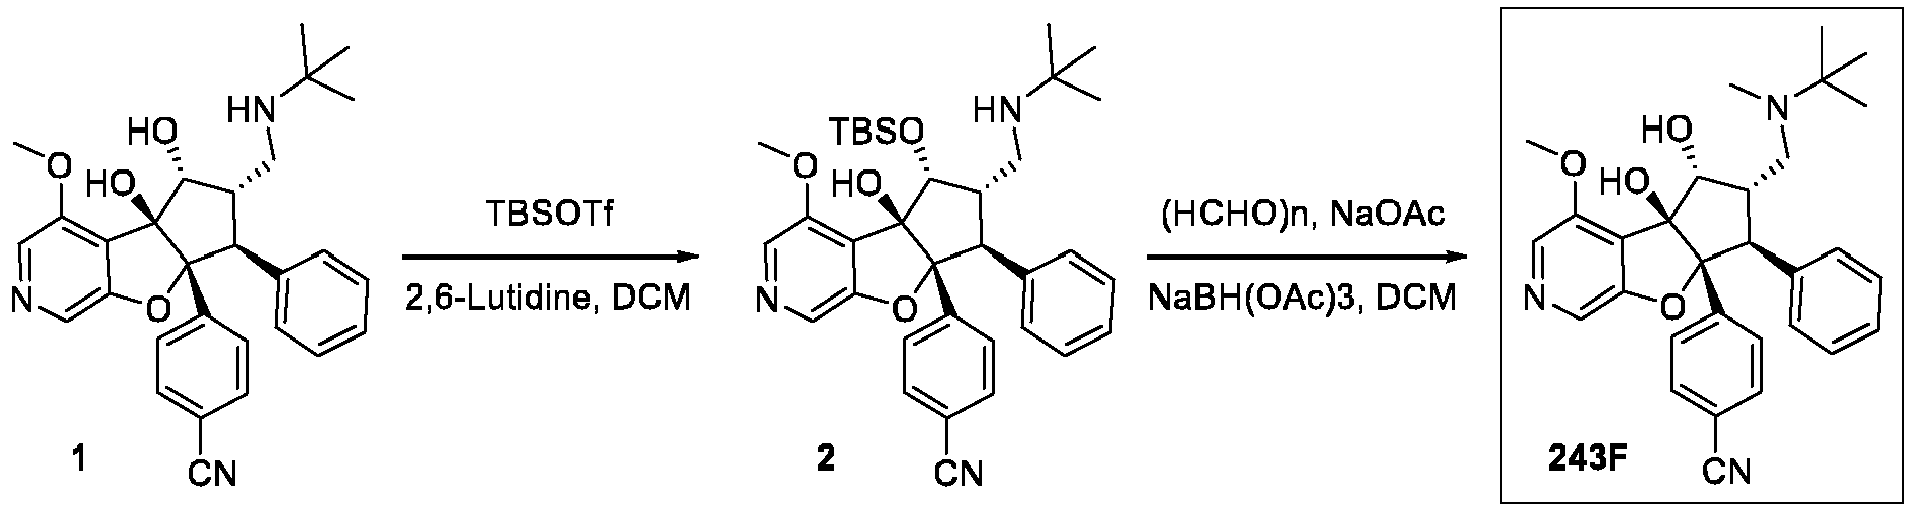 HN
HO
O
HO
N
O
CN
1
TBSOTf
2,6-Lutidine, DCM
HN
TBSO
O
HO
N
O
CN
2
(HCHO)n, NaOAc
NaBH(OAc)3, DCM
N
HO
O
HO
N
O
CN
243F